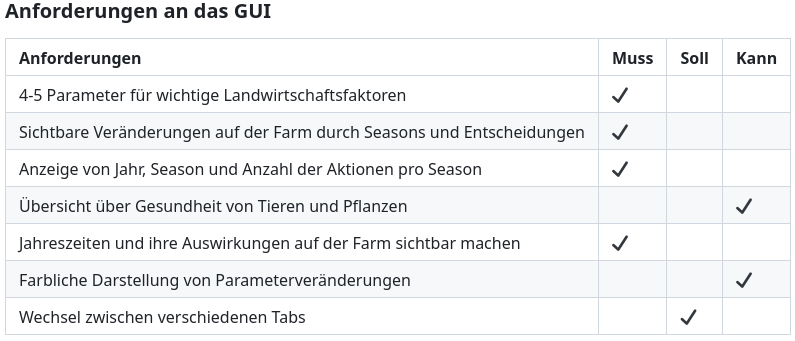 Anforderungen an das GUI
Anforderungen Muss Soll Kann
4-5 Parameter für wichtige Landwirtschaftsfaktoren ✓
Sichtbare Veränderungen auf der Farm durch Seasons und Entscheidungen ✓
Anzeige von Jahr, Season und Anzahl der Aktionen pro Season ✓
Übersicht über Gesundheit von Tieren und Pflanzen ✓
Jahreszeiten und ihre Auswirkungen auf der Farm sichtbar machen ✓
Farbliche Darstellung von Parameterveränderungen ✓
Wechsel zwischen verschiedenen Tabs ✓